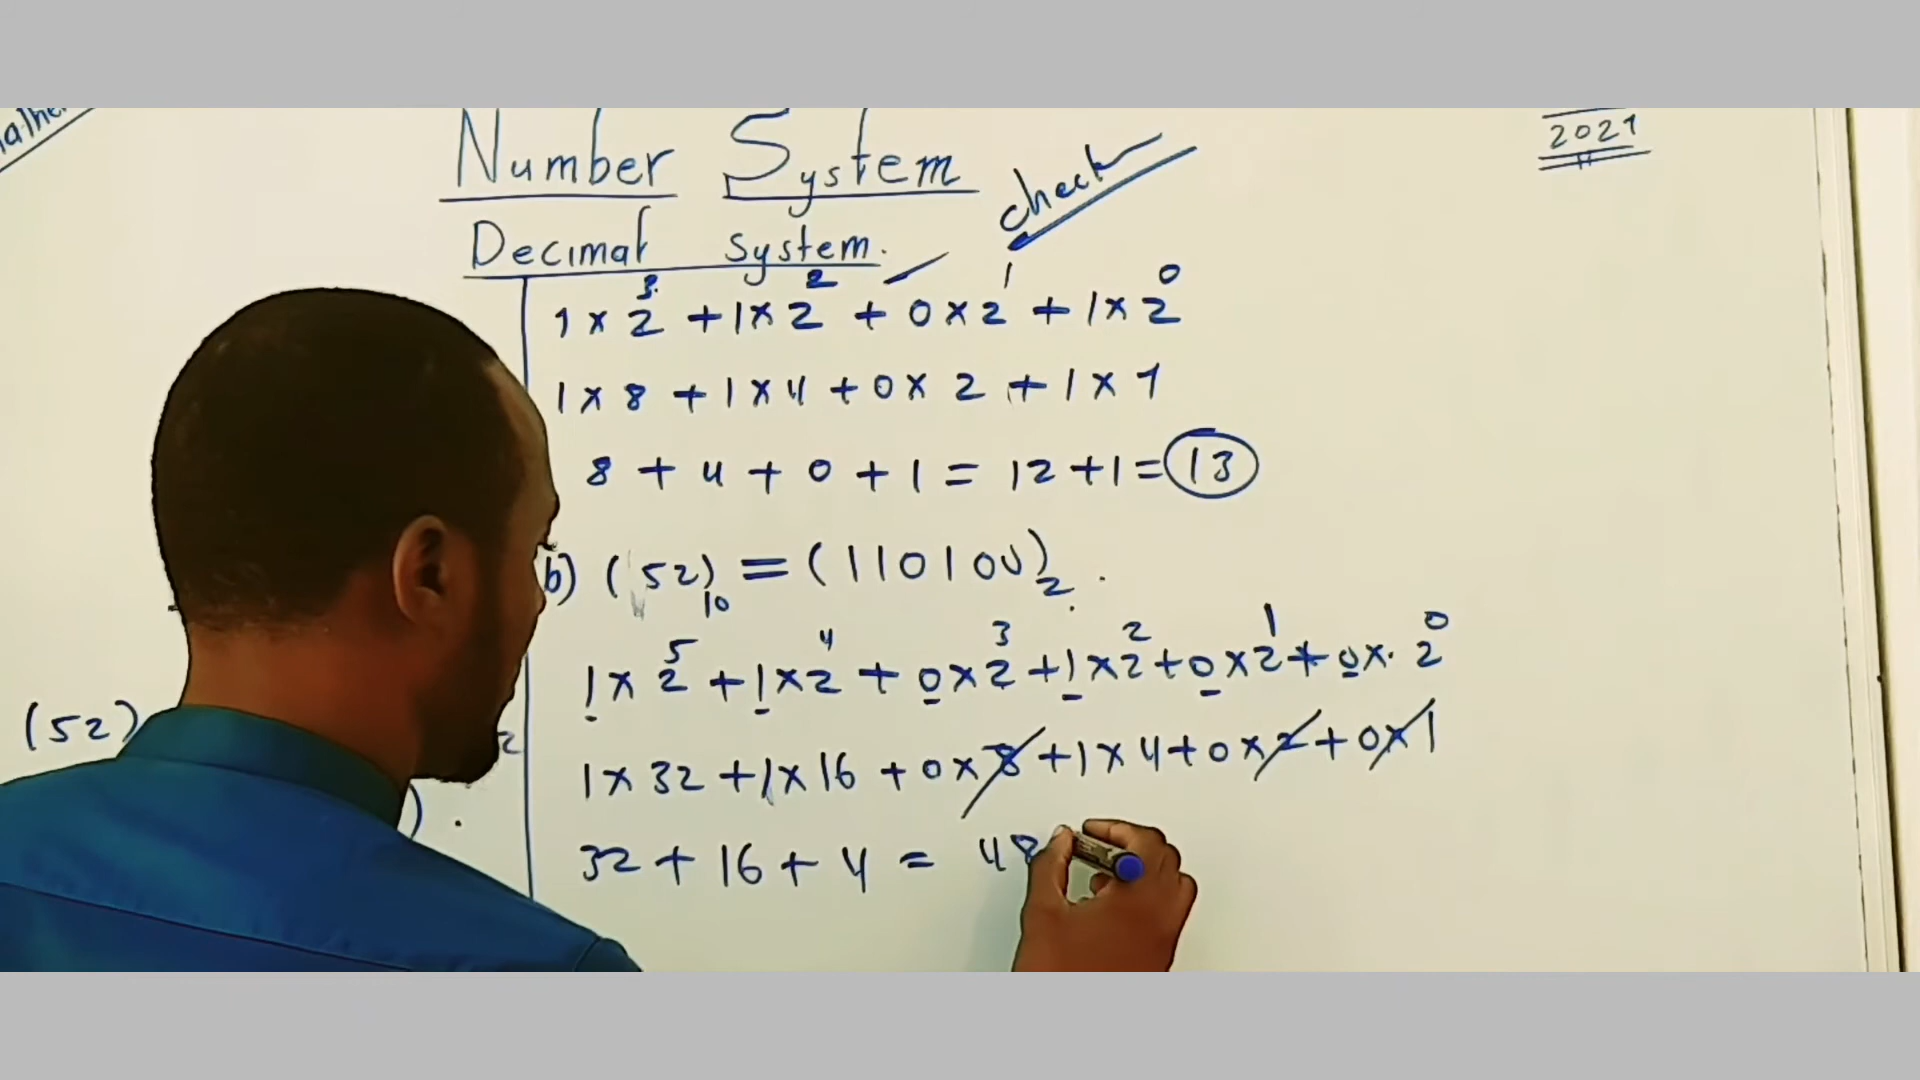 2021
Number System
check
Decimal system.
1 × 2³ + 1 × 2² + 0 × 2¹ + 1 × 2⁰
1 × 8 + 1 × 4 + 0 × 2 + 1 × 1
8 + 4 + 0 + 1 = 12 + 1 = 13
b) (52)₁₀ = (110100)₂.
1 × 2⁵ + 1 × 2⁴ + 0 × 2³ + 1 × 2² + 0 × 2¹ + 0 × 2⁰
(52)
1 × 32 + 1 × 16 + 0 × 8 + 1 × 4 + 0 × 2 + 0 × 1
32 + 16 + 4 = 48